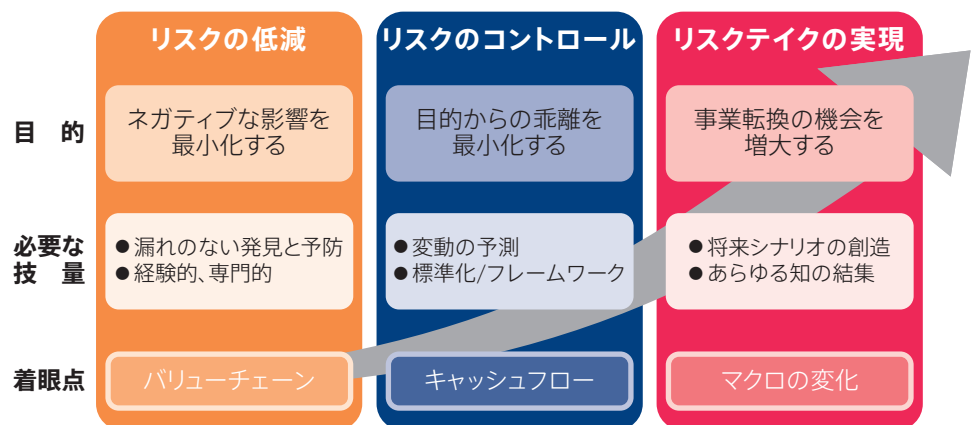 リスクの低減
リスクのコントロール
リスクテイクの実現
目 的
ネガティブな影響を
最小化する
目的からの乖離を
最小化する
事業転換の機会を
増大する
必要な
技 量
●漏れのない発見と予防
●経験的、専門的
●変動の予測
●標準化/フレームワーク
●将来シナリオの創造
●あらゆる知の結集
着眼点
バリューチェーン
キャッシュフロー
マクロの変化